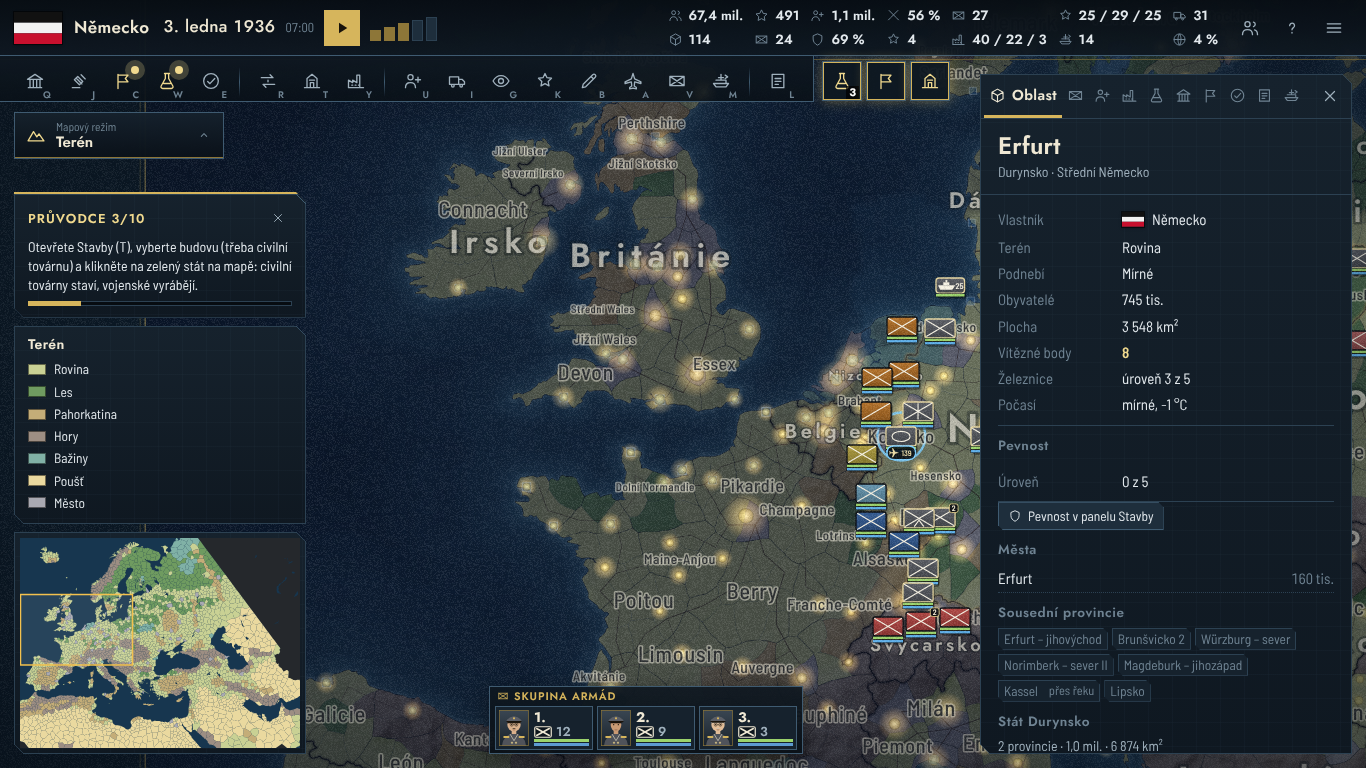 Německo 3. ledna 1936 07:00
67,4 mil. 491 1,1 mil. 56 % 27 25 / 29 / 25 31
114 24 69 % 4 40 / 22 / 3 14 4 %
Q J C W E R T Y U I G K B A V M L
3
Mapový režim
Terén
PRŮVODCE 3/10
Otevřete Stavby (T), vyberte budovu (třeba civilní
továrnu) a klikněte na zelený stát na mapě: civilní
továrny staví, vojenské vyrábějí.
Terén
Rovina
Les
Pahorkatina
Hory
Bažiny
Poušť
Město
Perthshire
Jižní Ulster
Jižní Skotsko
Severní Irsko
Connacht
Irsko
Británie
Střední Wales
Jižní Wales
Devon
Essex
Belgie
Dolní Normandie
Pikardie
Champagne
Hesensko
Maine-Anjou
Poitou
Berry
Franche-Comté
Limousin
Auvergne
Švýcarsko
Akvitánie
Galicie
León
Toulouse
Languedoc
Milán
Piemont
25
139
2
2
SKUPINA ARMÁD
1. 12
2. 9
3. 3
Oblast
Erfurt
Durynsko · Střední Německo
Vlastník Německo
Terén Rovina
Podnebí Mírné
Obyvatelé 745 tis.
Plocha 3 548 km²
Vítězné body 8
Železnice úroveň 3 z 5
Počasí mírné, -1 °C
Pevnost
Úroveň 0 z 5
Pevnost v panelu Stavby
Města
Erfurt 160 tis.
Sousední provincie
Erfurt – jihovýchod Brunšvicko 2 Würzburg – sever
Norimberk – sever II Magdeburk – jihozápad
Kassel přes řeku Lipsko
Stát Durynsko
2 provincie · 1,0 mil. · 6 874 km²